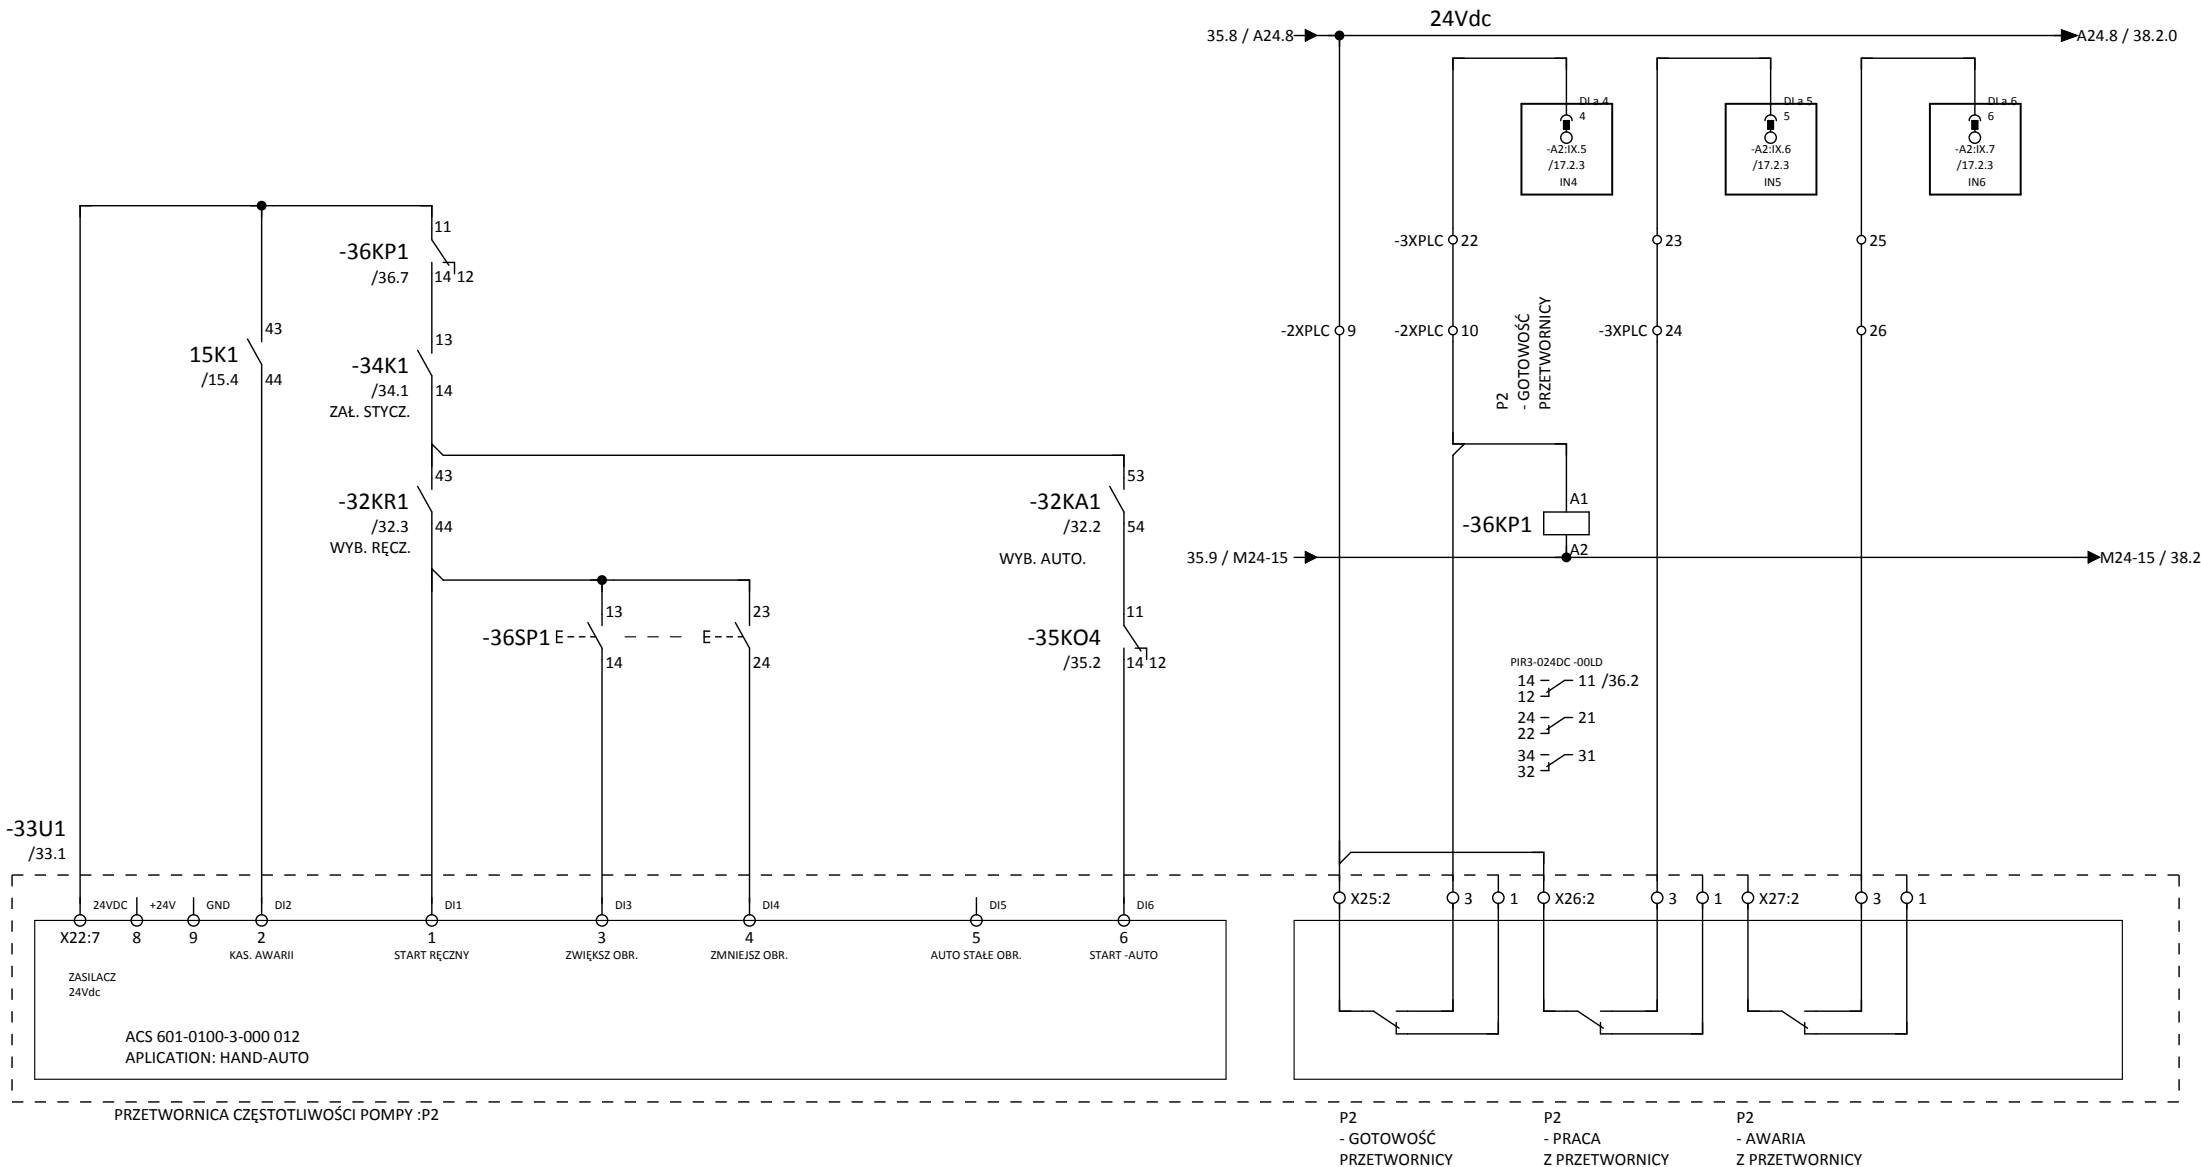 24Vdc
35.8 / A24.8
A24.8 / 38.2.0
DI a 4
4
-A2:IX.5
/17.2.3
IN4
DI a 5
5
-A2:IX.6
/17.2.3
IN5
DI a 6
6
-A2:IX.7
/17.2.3
IN6
11
-36KP1
/36.7
14 12
-3XPLC 22
23
25
43
15K1
/15.4
44
13
-34K1
/34.1
14
ZAŁ. STYCZ.
-2XPLC 9
-2XPLC 10
-3XPLC 24
26
P2
- GOTOWOŚĆ
PRZETWORNICY
43
-32KR1
/32.3
44
WYB. RĘCZ.
53
-32KA1
/32.2
54
WYB. AUTO.
A1
-36KP1
A2
35.9 / M24-15
M24-15 / 38.2
13
-36SP1 E
14
23
E
24
11
-35KO4
/35.2
14 12
PIR3-024DC -00LD
14 11 /36.2
12
24 21
22
34 31
32
-33U1
/33.1
24VDC +24V GND DI2 DI1 DI3 DI4 DI5 DI6
X22:7 8 9 2 1 3 4 5 6
KAS. AWARII START RĘCZNY ZWIĘKSZ OBR. ZMNIEJSZ OBR. AUTO STAŁE OBR. START -AUTO
ZASILACZ
24Vdc
ACS 601-0100-3-000 012
APLICATION: HAND-AUTO
X25:2 3 1 X26:2 3 1 X27:2 3 1
PRZETWORNICA CZĘSTOTLIWOŚCI POMPY :P2
P2
- GOTOWOŚĆ
PRZETWORNICY
P2
- PRACA
Z PRZETWORNICY
P2
- AWARIA
Z PRZETWORNICY